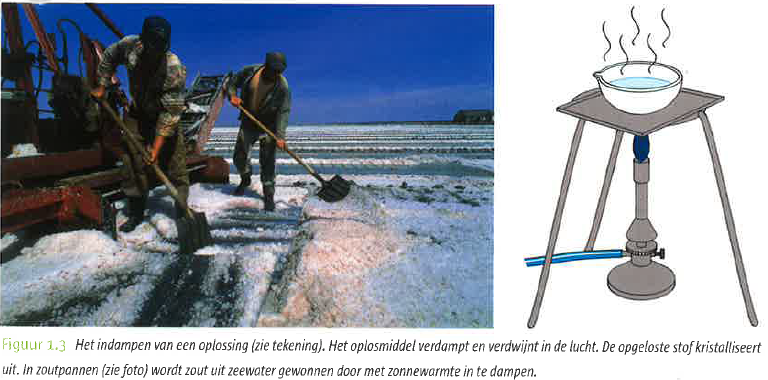 Figuur 1.3 Het indampen van een oplossing (zie tekening). Het oplosmiddel verdampt en verdwijnt in de lucht. De opgeloste stof kristalliseert
uit. In zoutpannen (zie foto) wordt zout uit zeewater gewonnen door met zonnewarmte in te dampen.